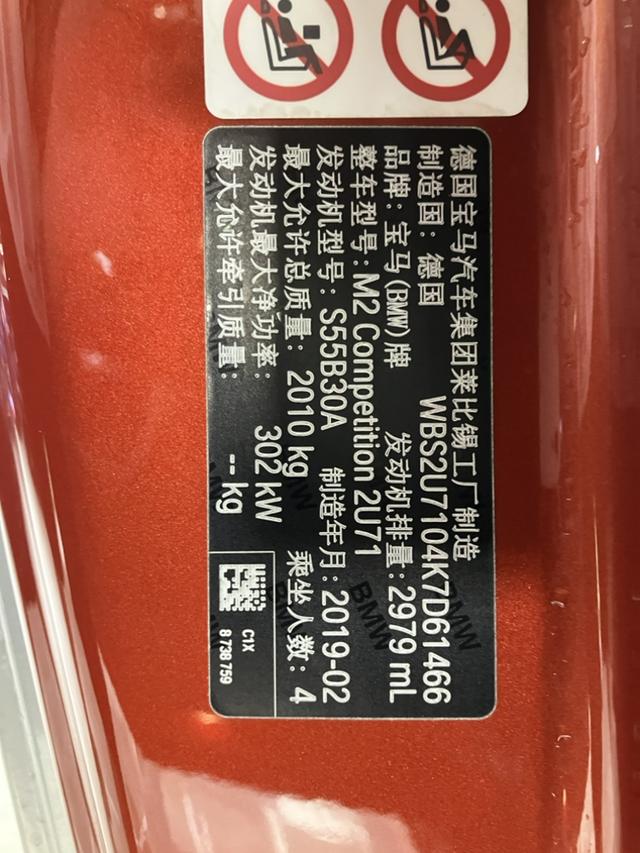 德国宝马汽车集团莱比锡工厂制造
制造国：德国 WBS2U7104K7D61466
品牌：宝马(BMW)牌 发动机排量：2979 mL
整车型号：M2 Competition 2U71
发动机型号：S55B30A 制造年月：2019-02
最大允许总质量：2010 kg 乘坐人数：4
发动机最大净功率：302 kW
最大允许牵引质量：-- kg
C1X
8 738 759
BMW
BMW